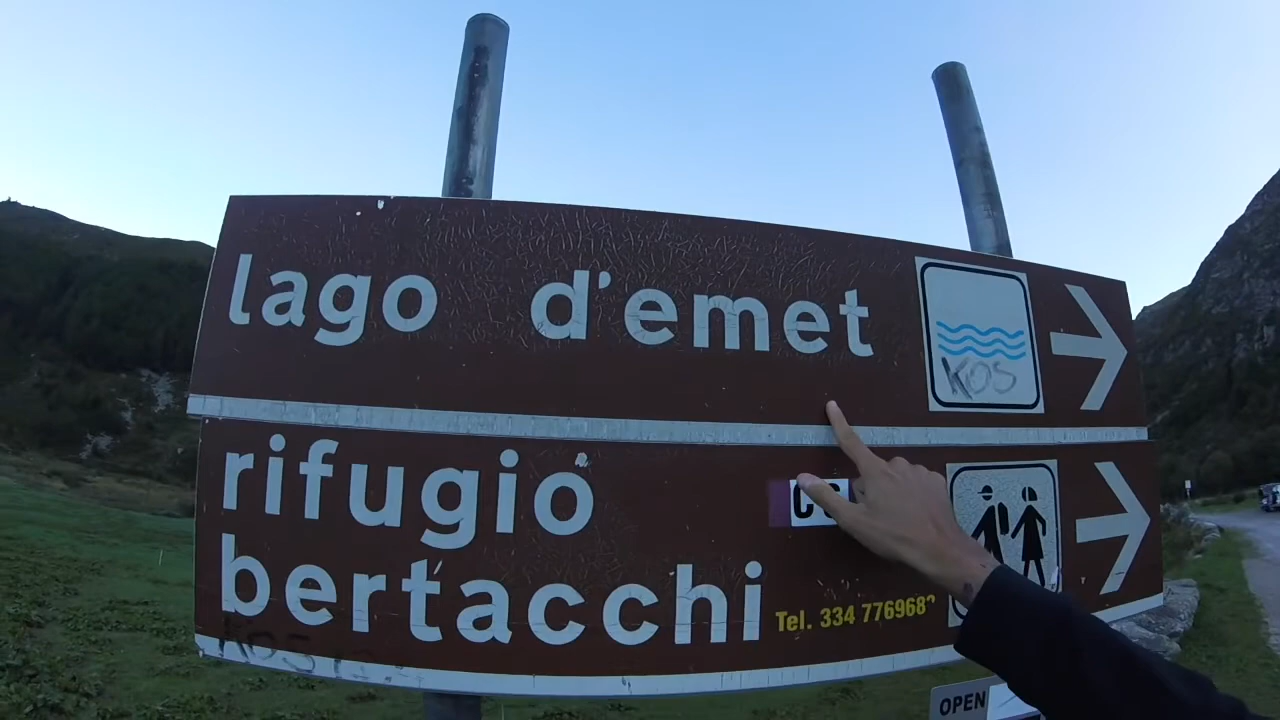 lago d'emet
KOS
rifugio
bertacchi
Tel. 334 776968
OPEN